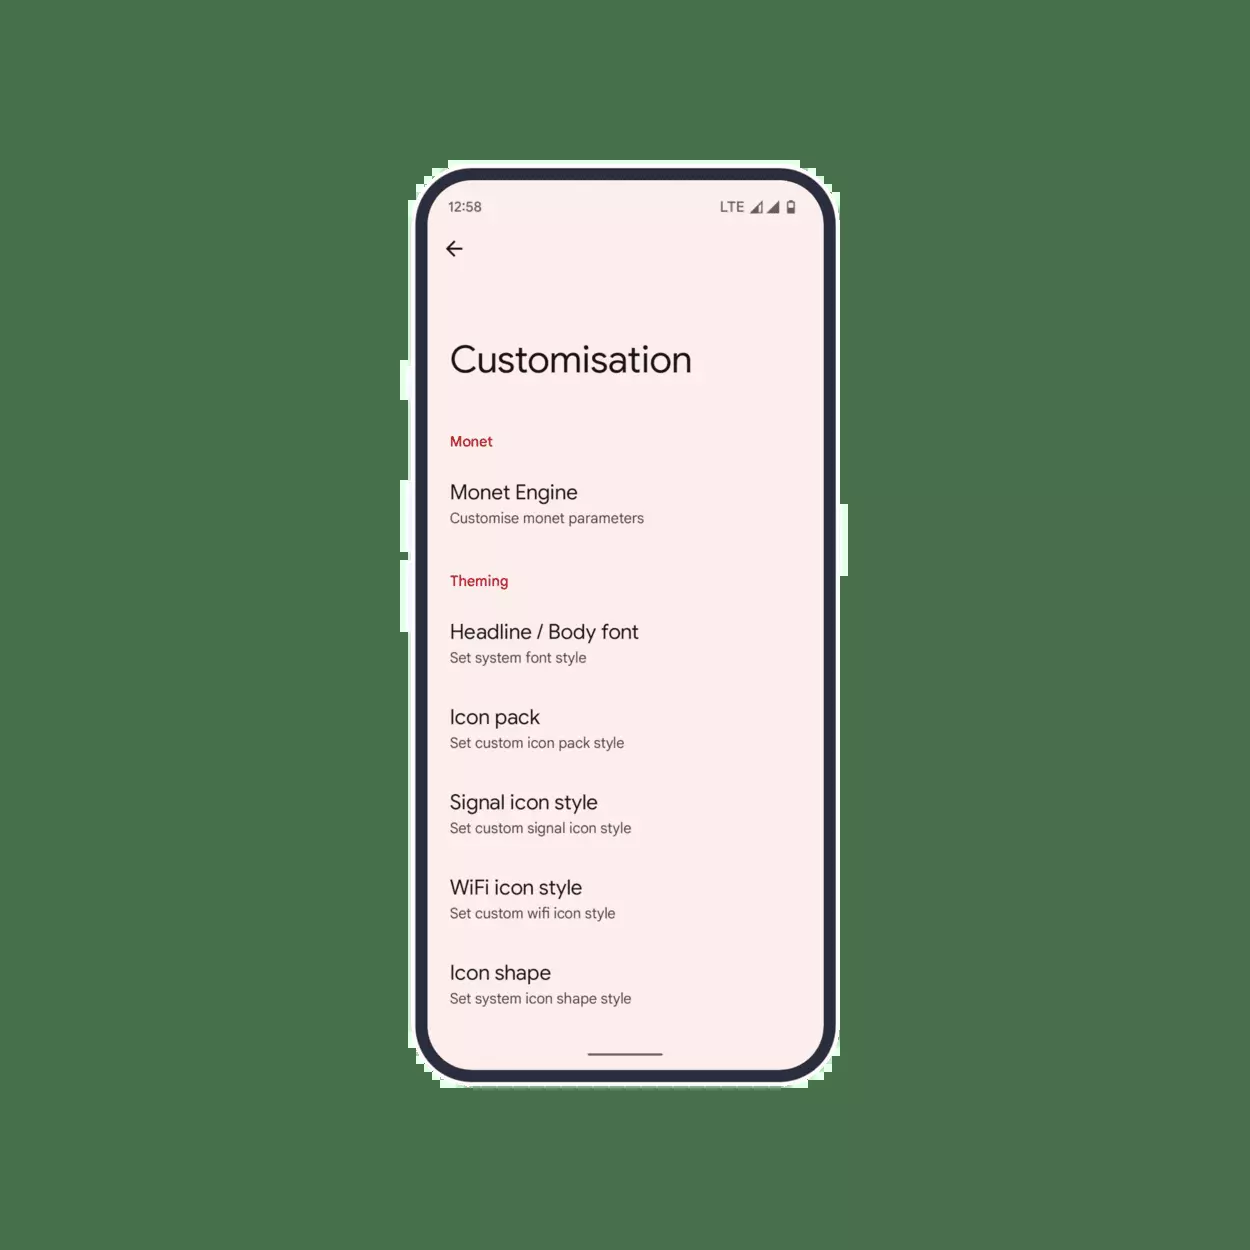 12:58 LTE
Customisation
Monet
Monet Engine
Customise monet parameters
Theming
Headline / Body font
Set system font style
Icon pack
Set custom icon pack style
Signal icon style
Set custom signal icon style
WiFi icon style
Set custom wifi icon style
Icon shape
Set system icon shape style